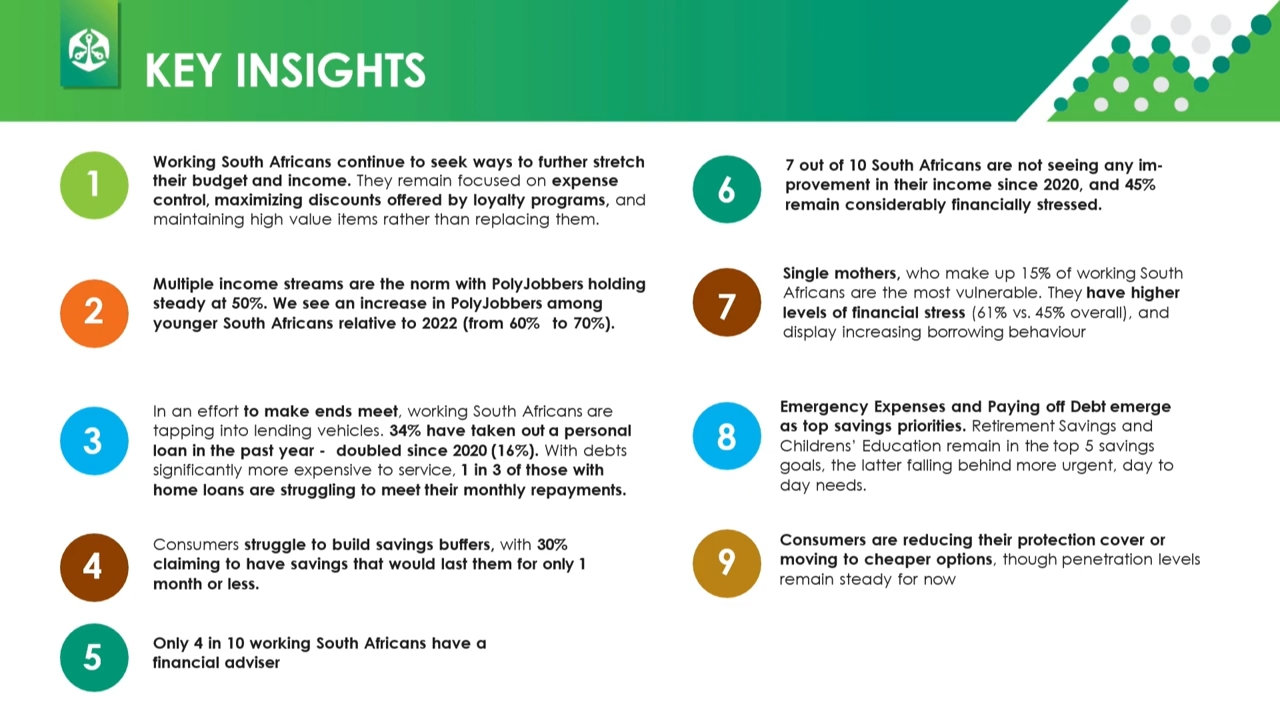 KEY INSIGHTS
1
Working South Africans continue to seek ways to further stretch
their budget and income. They remain focused on expense
control, maximizing discounts offered by loyalty programs, and
maintaining high value items rather than replacing them.
2
Multiple income streams are the norm with PolyJobbers holding
steady at 50%. We see an increase in PolyJobbers among
younger South Africans relative to 2022 (from 60% to 70%).
3
In an effort to make ends meet, working South Africans are
tapping into lending vehicles. 34% have taken out a personal
loan in the past year - doubled since 2020 (16%). With debts
significantly more expensive to service, 1 in 3 of those with
home loans are struggling to meet their monthly repayments.
4
Consumers struggle to build savings buffers, with 30%
claiming to have savings that would last them for only 1
month or less.
5
Only 4 in 10 working South Africans have a
financial adviser
6
7 out of 10 South Africans are not seeing any im-
provement in their income since 2020, and 45%
remain considerably financially stressed.
7
Single mothers, who make up 15% of working South
Africans are the most vulnerable. They have higher
levels of financial stress (61% vs. 45% overall), and
display increasing borrowing behaviour
8
Emergency Expenses and Paying off Debt emerge
as top savings priorities. Retirement Savings and
Childrens' Education remain in the top 5 savings
goals, the latter falling behind more urgent, day to
day needs.
9
Consumers are reducing their protection cover or
moving to cheaper options, though penetration levels
remain steady for now